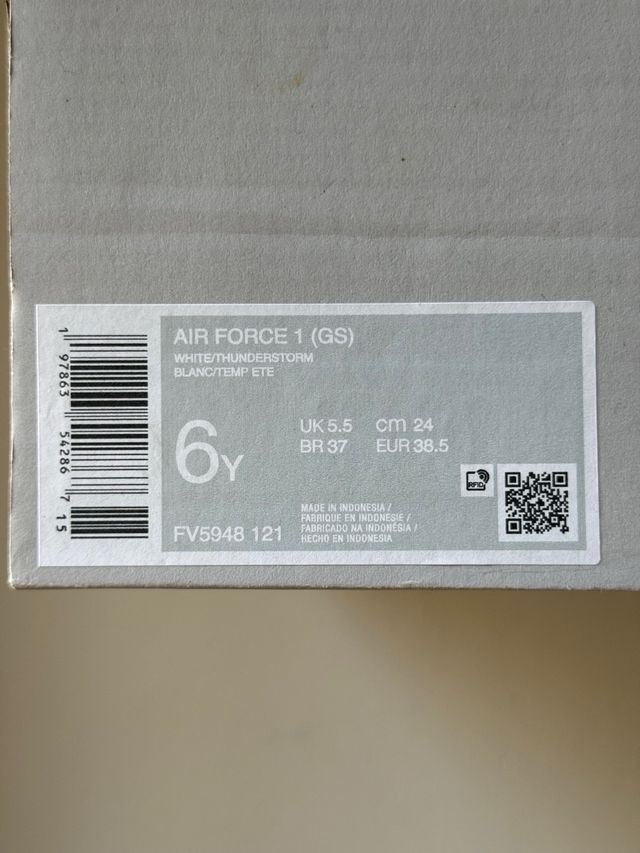 AIR FORCE 1 (GS)
WHITE/THUNDERSTORM
BLANC/TEMP ETE
6Y
UK 5.5 cm 24
BR 37 EUR 38.5
RFID
FV5948 121
MADE IN INDONESIA /
FABRIQUE EN INDONESIE /
FABRICADO NA INDONÉSIA /
HECHO EN INDONESIA
1 97863 54286 7 15